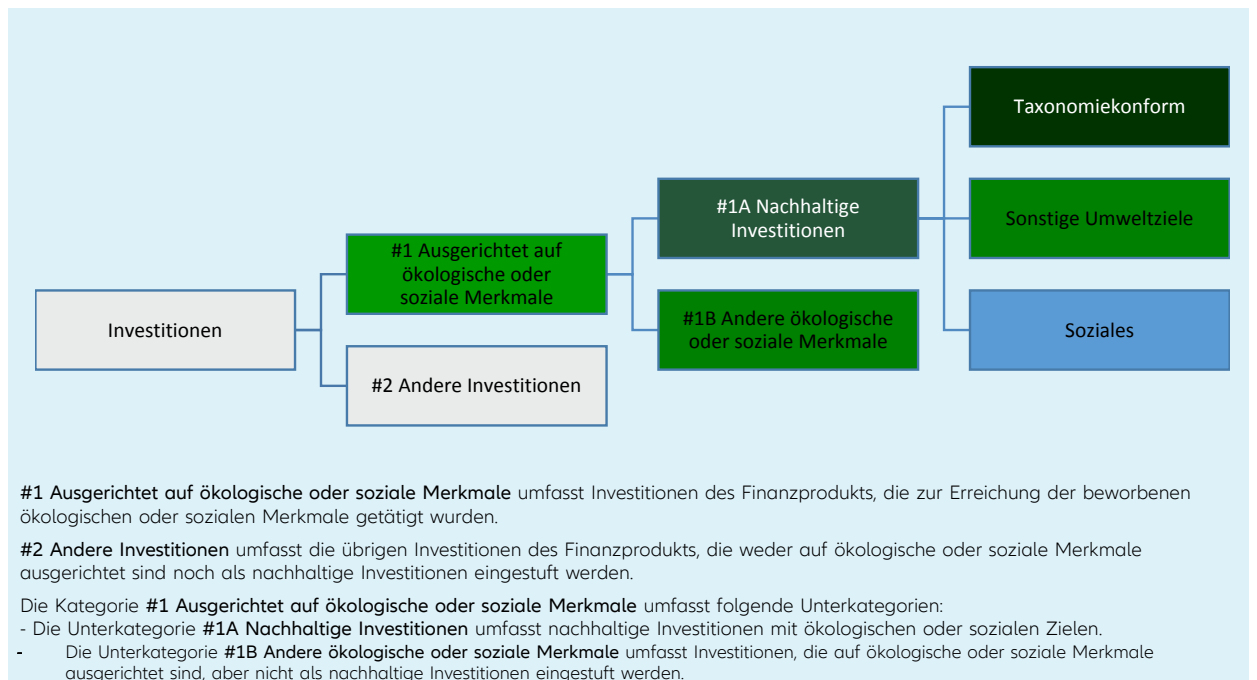 Taxonomiekonform
#1A Nachhaltige
Investitionen
Sonstige Umweltziele
#1 Ausgerichtet auf
ökologische oder
soziale Merkmale
Investitionen
#1B Andere ökologische
oder soziale Merkmale
Soziales
#2 Andere Investitionen
#1 Ausgerichtet auf ökologische oder soziale Merkmale umfasst Investitionen des Finanzprodukts, die zur Erreichung der beworbenen
ökologischen oder sozialen Merkmale getätigt wurden.
#2 Andere Investitionen umfasst die übrigen Investitionen des Finanzprodukts, die weder auf ökologische oder soziale Merkmale
ausgerichtet sind noch als nachhaltige Investitionen eingestuft werden.
Die Kategorie #1 Ausgerichtet auf ökologische oder soziale Merkmale umfasst folgende Unterkategorien:
- Die Unterkategorie #1A Nachhaltige Investitionen umfasst nachhaltige Investitionen mit ökologischen oder sozialen Zielen.
- Die Unterkategorie #1B Andere ökologische oder soziale Merkmale umfasst Investitionen, die auf ökologische oder soziale Merkmale
ausgerichtet sind, aber nicht als nachhaltige Investitionen eingestuft werden.